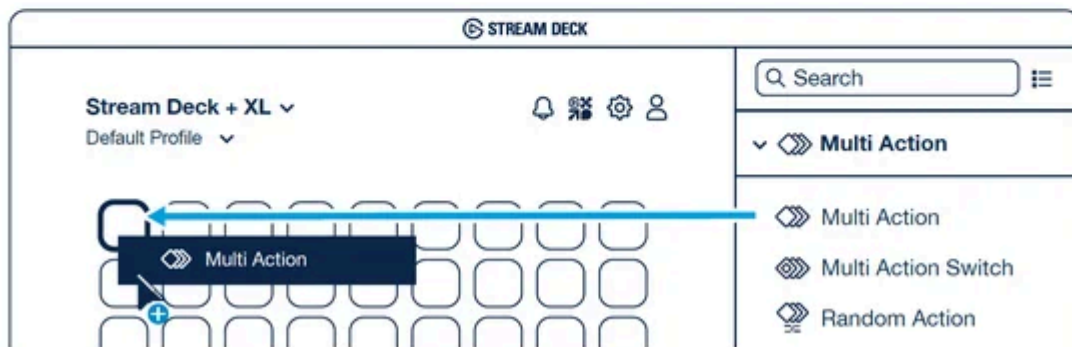 STREAM DECK
Stream Deck + XL
Default Profile
Search
Multi Action
Multi Action
Multi Action
Multi Action Switch
Random Action